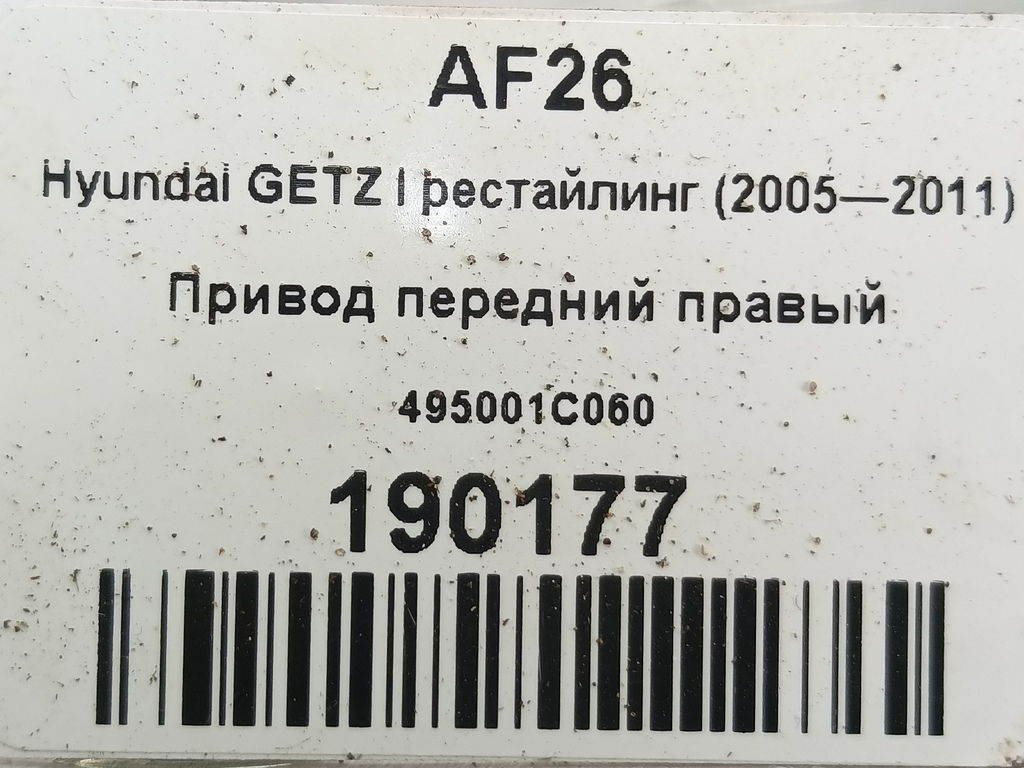 AF26
Hyundai GETZ I рестайлинг (2005—2011)
Привод передний правый
495001C060
190177